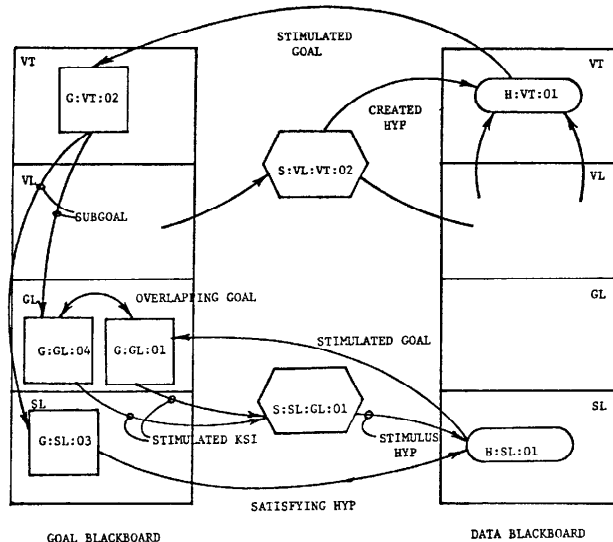 STIMULATED
GOAL
VT
VT
G:VT:02
H:VT:01
CREATED
HYP
S:VL:VT:02
VL
VL
SUBGOAL
GL
OVERLAPPING GOAL
GL
G:GL:04
G:GL:01
STIMULATED GOAL
SL
S:SL:GL:01
SL
G:SL:03
STIMULATED KSI
STIMULUS
HYP
H:SL:01
SATISFYING HYP
GOAL BLACKBOARD
DATA BLACKBOARD